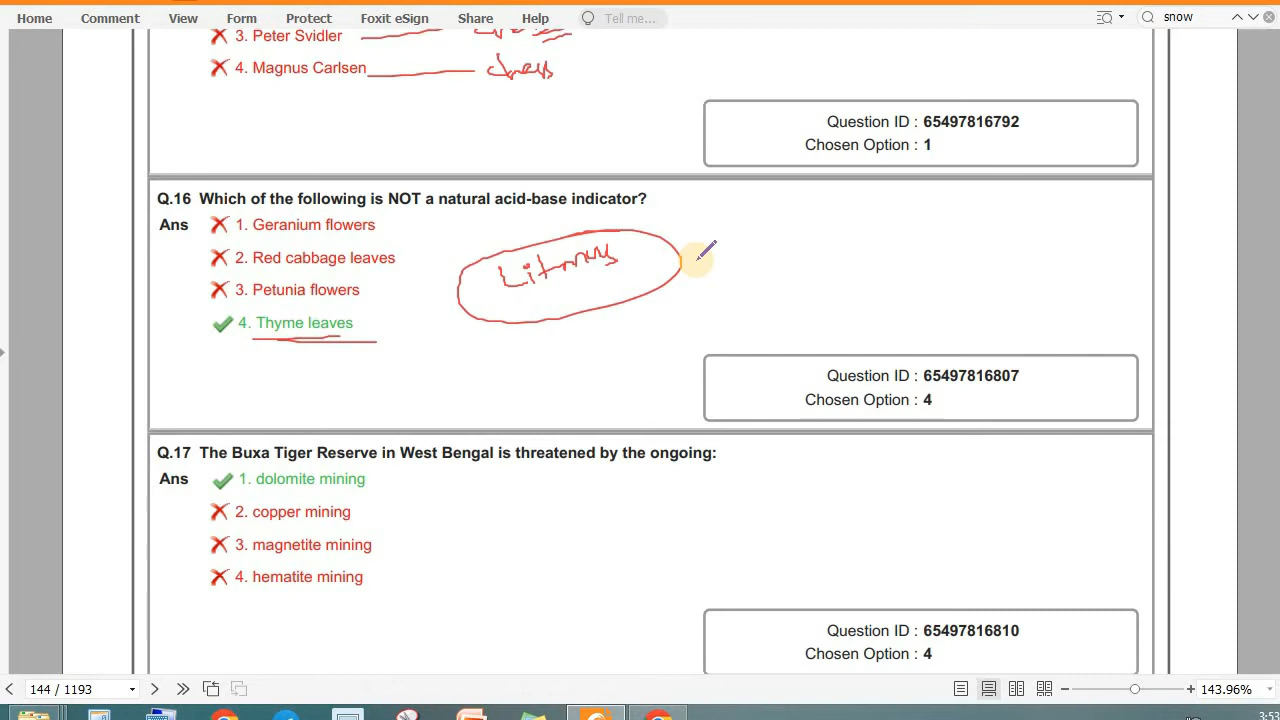 Home Comment View Form Protect Foxit eSign Share Help Tell me... snow
3. Peter Svidler
4. Magnus Carlsen chess
Question ID : 65497816792
Chosen Option : 1
Q.16 Which of the following is NOT a natural acid-base indicator?
Ans 1. Geranium flowers
2. Red cabbage leaves
3. Petunia flowers
4. Thyme leaves
Litmus
Question ID : 65497816807
Chosen Option : 4
Q.17 The Buxa Tiger Reserve in West Bengal is threatened by the ongoing:
Ans 1. dolomite mining
2. copper mining
3. magnetite mining
4. hematite mining
Question ID : 65497816810
Chosen Option : 4
144 / 1193 143.96%
3:53